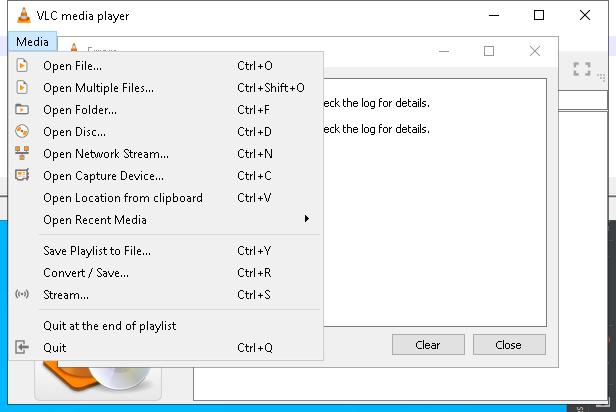 VLC media player
Media
Open File... Ctrl+O
Open Multiple Files... Ctrl+Shift+O
Open Folder... Ctrl+F
Open Disc... Ctrl+D
Open Network Stream... Ctrl+N
Open Capture Device... Ctrl+C
Open Location from clipboard Ctrl+V
Open Recent Media
Save Playlist to File... Ctrl+Y
Convert / Save... Ctrl+R
Stream... Ctrl+S
Quit at the end of playlist
Quit Ctrl+Q
eck the log for details.
eck the log for details.
Clear Close